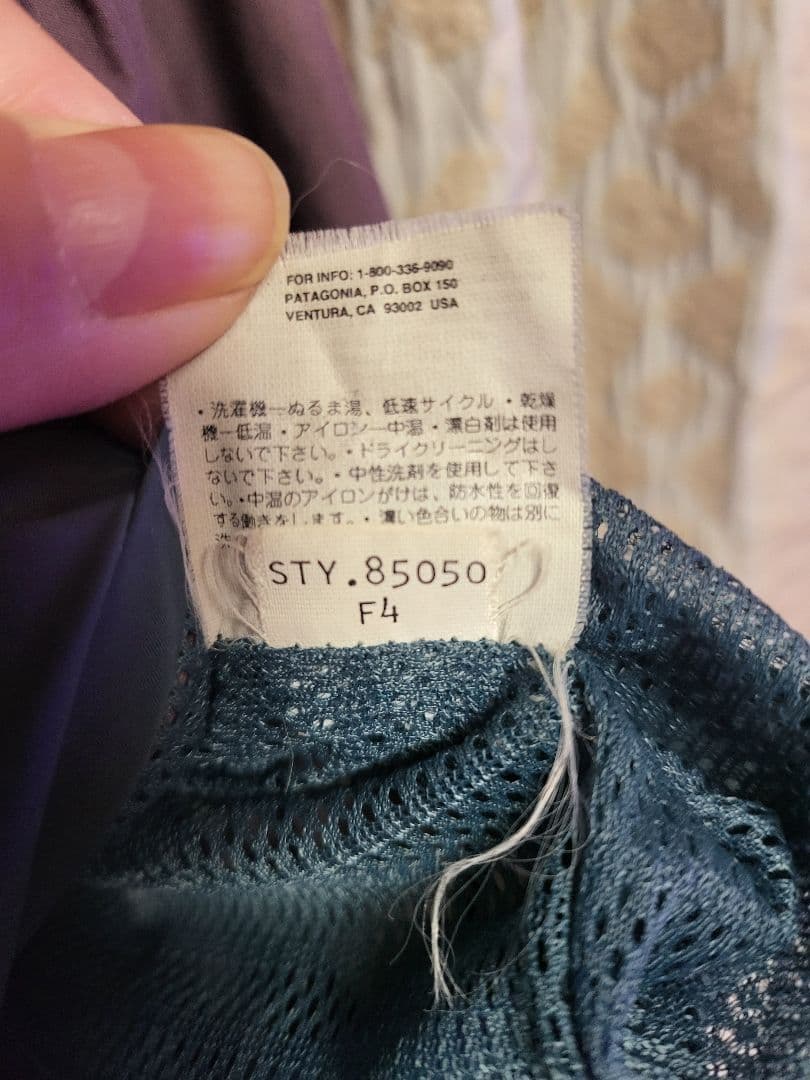 FOR INFO: 1-800-336-9090
PATAGONIA, P.O. BOX 150
VENTURA, CA 93002 USA
・洗濯機ーぬるま湯、低速サイクル・乾燥
機ー低温・アイロンー中温・漂白剤は使用
しないで下さい。・ドライクリーニングはし
ないで下さい。・中性洗剤を使用して下さ
い。・中温のアイロンがけは、防水性を回復
する働きをします。・濃い色合いの物は別に
洗
STY.85050
F4